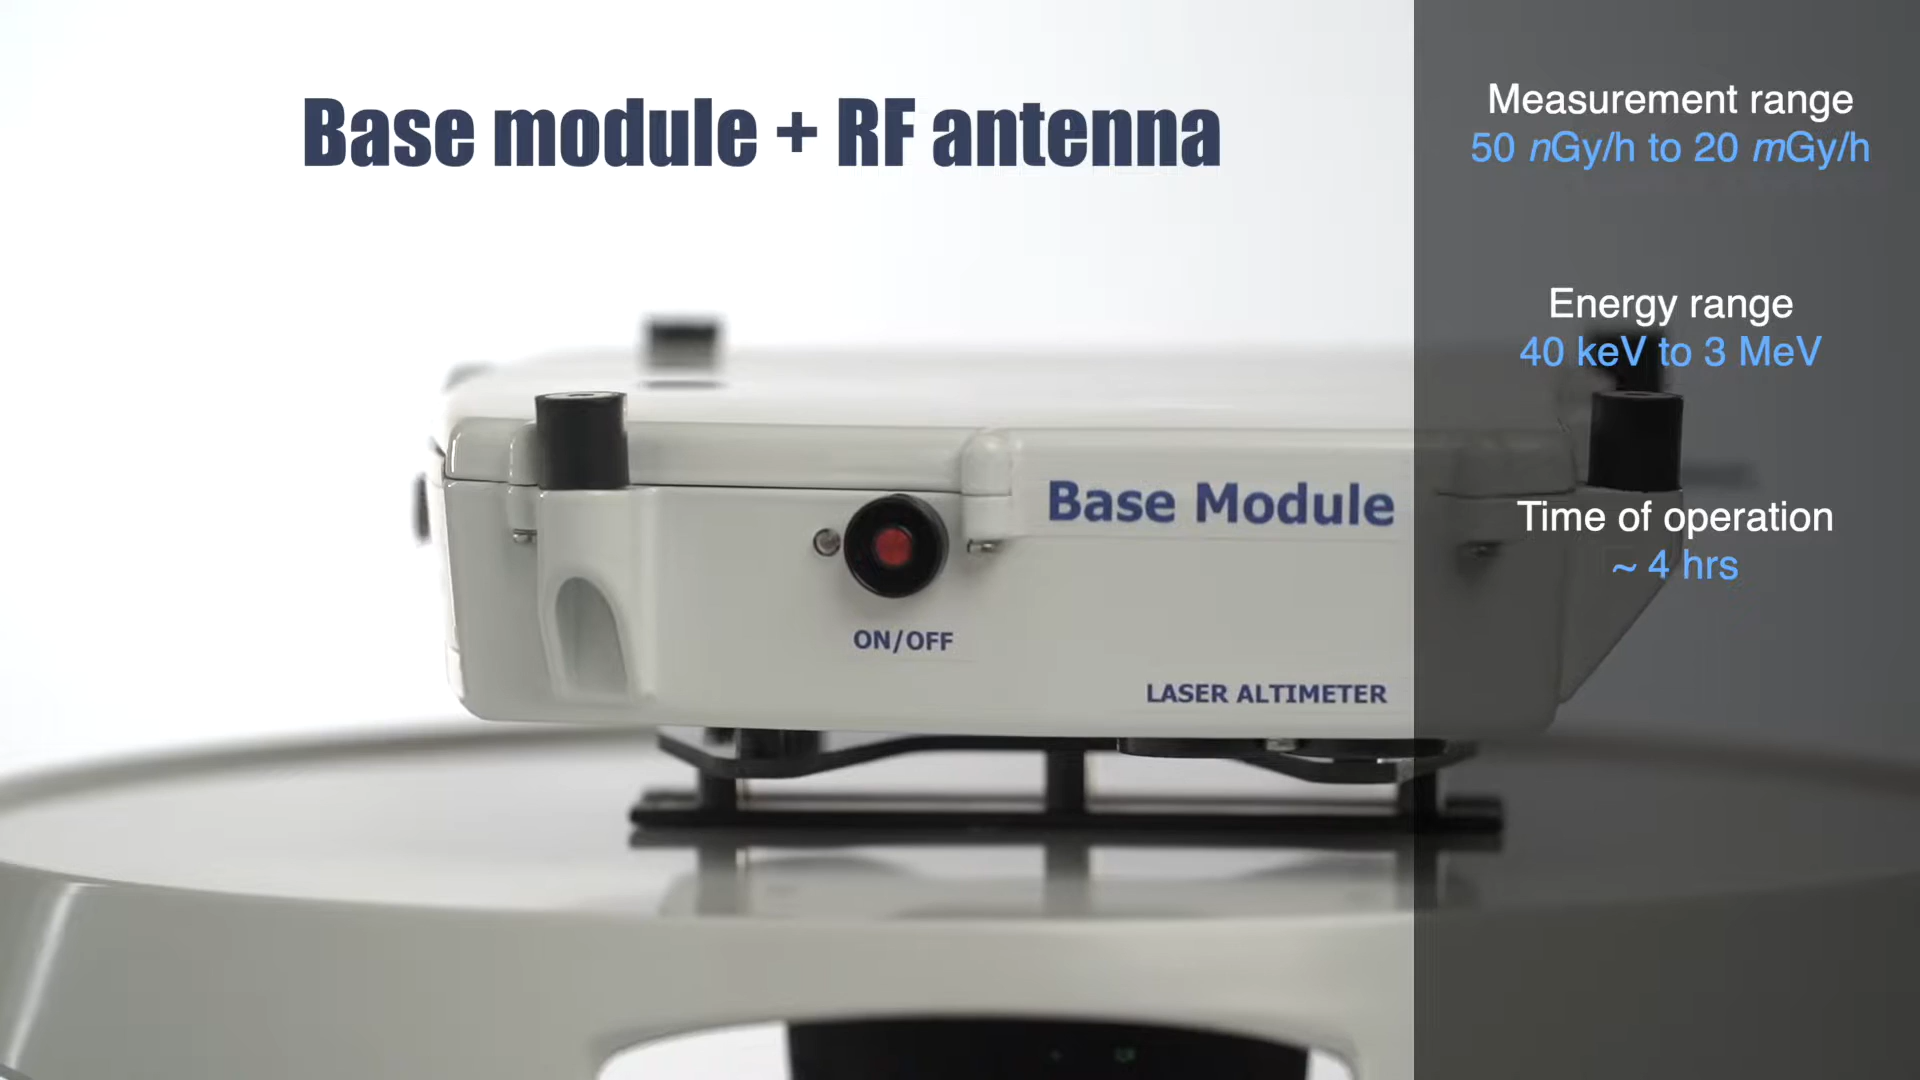 Base module + RF antenna
Measurement range
50 nGy/h to 20 mGy/h
Energy range
40 keV to 3 MeV
Time of operation
~ 4 hrs
Base Module
ON/OFF
LASER ALTIMETER